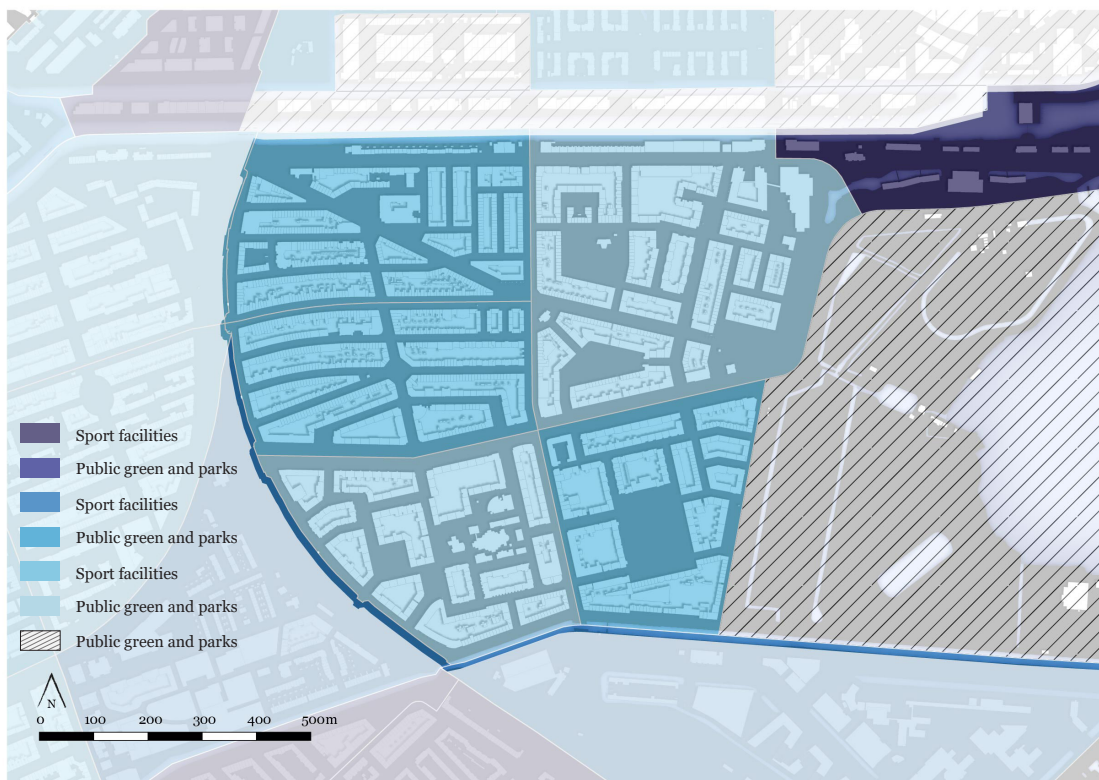 Sport facilities
Public green and parks
Sport facilities
Public green and parks
Sport facilities
Public green and parks
Public green and parks
N
0 100 200 300 400 500m